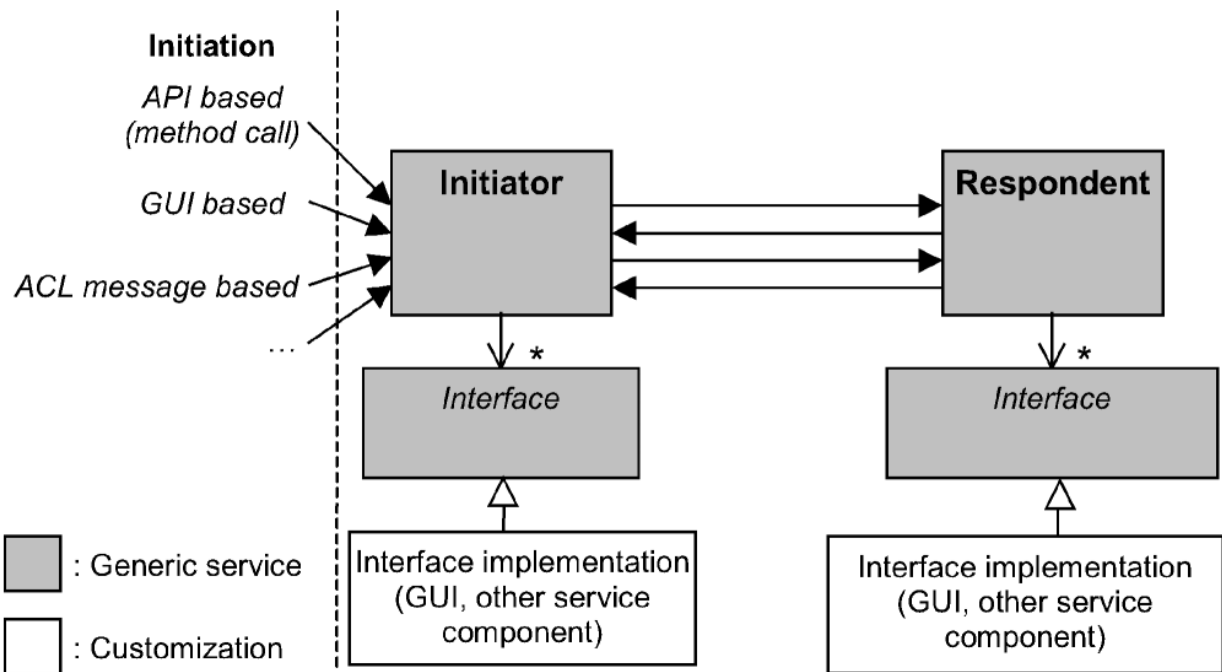 Initiation
API based
(method call)
GUI based
ACL message based
...
Initiator
Respondent
*
*
Interface
Interface
Interface implementation
(GUI, other service
component)
Interface implementation
(GUI, other service
component)
: Generic service
: Customization